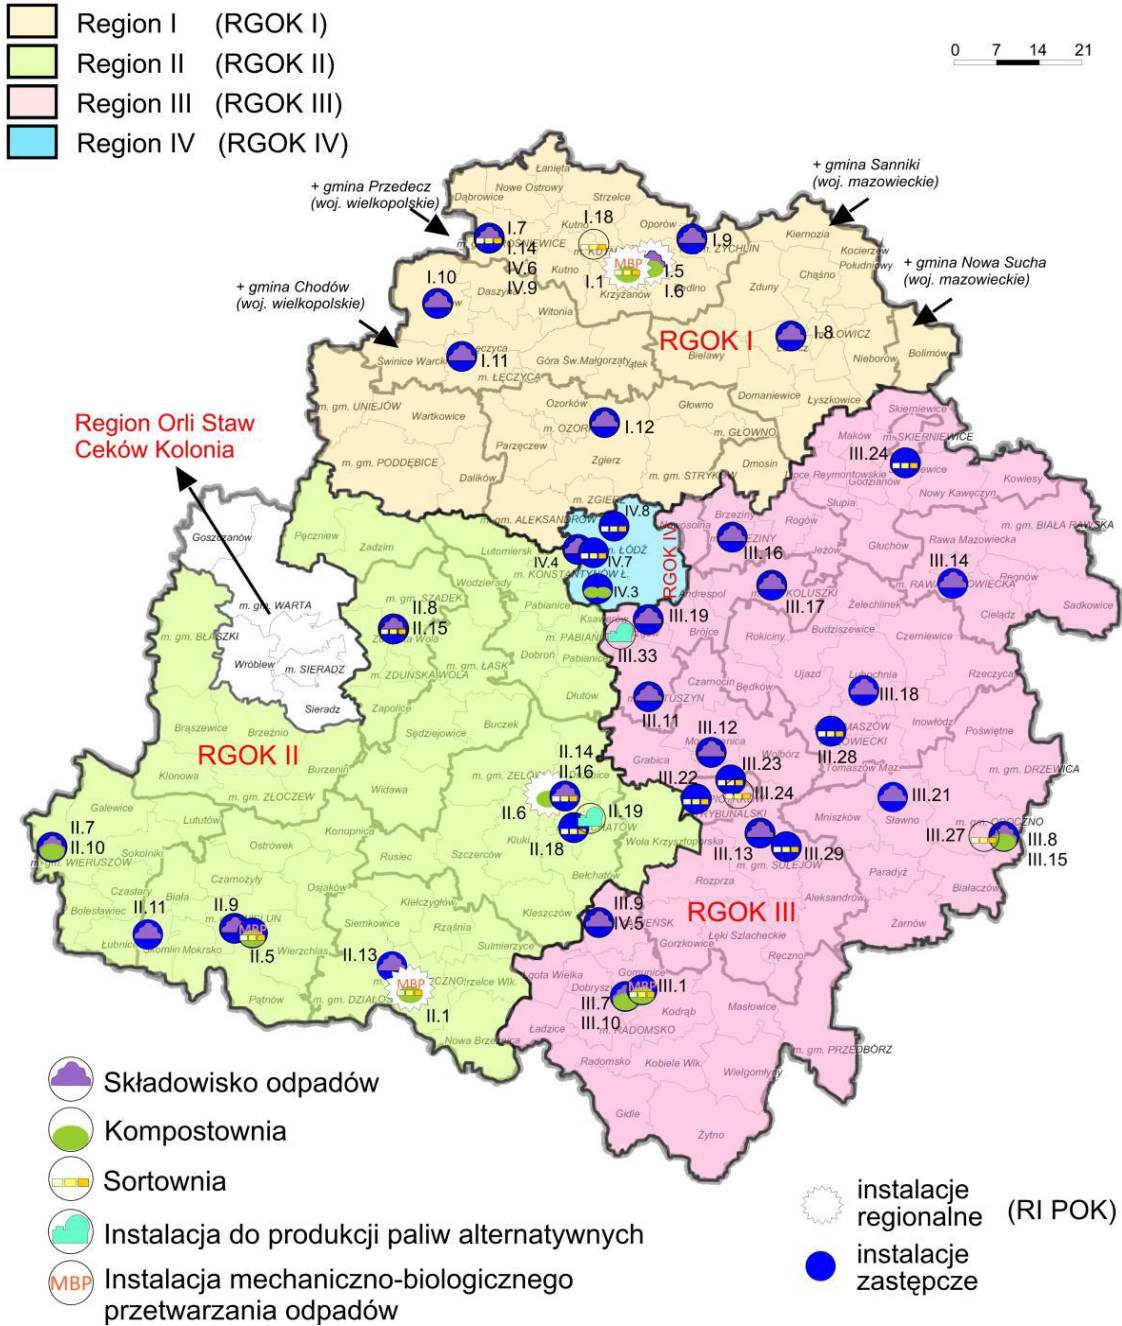 Region I (RGOK I)
Region II (RGOK II)
Region III (RGOK III)
Region IV (RGOK IV)
0 7 14 21
+ gmina Przedecz
(woj. wielkopolskie)
+ gmina Sanniki
(woj. mazowieckie)
+ gmina Nowa Sucha
(woj. mazowieckie)
+ gmina Chodów
(woj. wielkopolskie)
Region Orli Staw
Ceków Kolonia
Łanięta
Nowe Ostrowy
Dąbrowice
Strzelce
Kutno
Oporów
Kiernozia
Kocierzew
Południowy
Chąsno
Zduny
Kutno
Krzyżanów
Witonia
I.7
I.14
IV.6
IV.9
I.18
I.9
I.10
I.1
MBP
I.5
I.6
I.8
I.11
I.12
RGOK I
Świnice Warckie
m. ŁĘCZYCA
Góra Św.Małgorzaty
Bielawy
Nieborów
Bolimów
Domaniewice
Łyszkowice
m. gm. UNIEJÓW
Wartkowice
Ozorków
Głowno
m. GŁOWNO
Parzęczew
Zgierz
m. gm. PODDĘBICE
Dalików
m. gm. STRYKÓW
Dmosin
m. ZGIERZ
m. gm. ALEKSANDRÓW
Skierniewice
Maków
m. SKIERNIEWICE
III.24
Godzianów
Nowy Kawęczyn
Kowiesy
Słupia
m. gm. BIAŁA RAWSKA
Rawa Mazowiecka
Regnów
Sadkowice
Cielądz
Głuchów
Jeżów
Rogów
Brzeziny
Nowosolna
III.14
III.16
III.17
Żelechlinek
Budziszewice
Czerniewice
Rokiciny
Andrespol
Brójce
III.19
III.33
IV.8
IV.4
IV.7
IV.3
m. ŁÓDŹ
RGOK IV
m. KONSTANTYNÓW Ł.
Goszczanów
m. gm. WARTA
m. gm. BŁASZKI
Wróblew
m. SIERADZ
Sieradz
Pęczniew
Zadzim
Lutomiersk
Wodzierady
m. gm. SZADEK
Pabianice
Ksawerów
Dobroń
Pabianice
Dłutów
m. gm. ŁASK
m. ZDUŃSKA WOLA
II.8
II.15
Zapolice
Sędziejowice
Buczek
Brąszewice
Brzeźnio
RGOK II
Burzenin
Klonowa
m. gm. ZŁOCZEW
Widawa
m. gm. ZELÓW
II.14
II.16
II.6
II.19
II.18
Kluki
Galewice
Lututów
Konopnica
Ostrówek
Rusiec
Szczerców
Bełchatów
Wola Krzysztoporska
II.7
II.10
m. gm. WIERUSZÓW
Sokolniki
Czastary
Biała
Czarnożyły
Osjaków
Kiełczygłów
Kleszczów
Bolesławiec
II.11
II.9
II.5
MBP
Łubnice
Skomlin
Mokrsko
Wierzchlas
Siemkowice
Rząśnia
Sulmierzyce
II.13
Pątnów
MBP
II.1
Nowa Brzeźnica
Czarnocin
Będków
Ujazd
Lubochnia
Rzeczyca
III.11
III.18
III.12
III.28
Inowłódz
Poświętne
Grabica
Wolbórz
III.23
III.22
III.24
Tomaszów Maz.
m. gm. DRZEWICA
III.21
Mniszków
Sławno
III.27
III.8
III.15
III.13
III.29
m. gm. SULEJÓW
Rozprza
Aleksandrów
Paradyż
Białaczów
Żarnów
RGOK III
III.9
IV.5
Gorzkowice
Łęki Szlacheckie
Ręczno
Lgota Wielka
Gomunice
MBP
III.1
III.7
III.10
Kodrąb
Masłowice
Ładzice
m. RADOMSKO
Radomsko
Kobiele Wlk.
Wielgomłyny
m. gm. PRZEDBÓRZ
Gidle
Żytno
Składowisko odpadów
Kompostownia
Sortownia
Instalacja do produkcji paliw alternatywnych
MBP
Instalacja mechaniczno-biologicznego
przetwarzania odpadów
instalacje
regionalne (RI POK)
instalacje
zastępcze